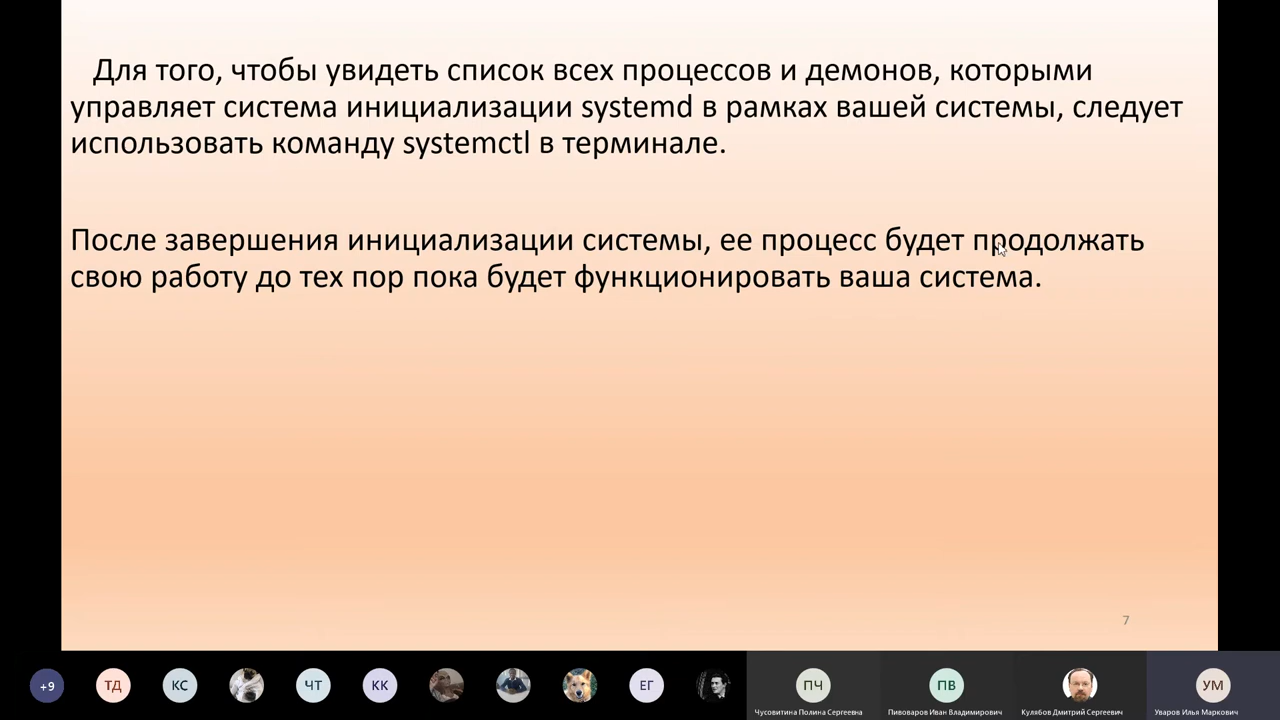 Для того, чтобы увидеть список всех процессов и демонов, которыми
управляет система инициализации systemd в рамках вашей системы, следует
использовать команду systemctl в терминале.
После завершения инициализации системы, ее процесс будет продолжать
свою работу до тех пор пока будет функционировать ваша система.
7
+9 ТД КС ЧТ КК ЕГ ПЧ ПВ УМ
Чусовитина Полина Сергеевна Пивоваров Иван Владимирович Кулябов Дмитрий Сергеевич Уваров Илья Маркович